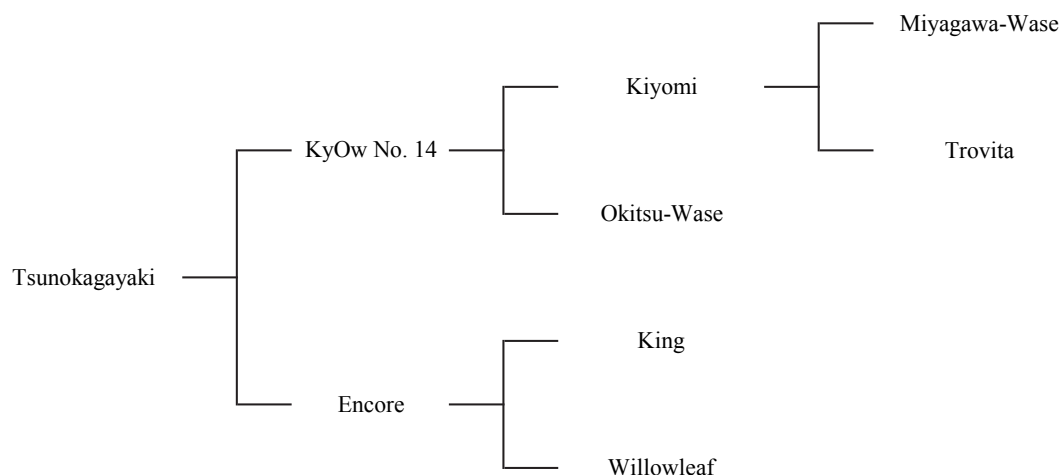 Miyagawa-Wase
Kiyomi
KyOw No. 14
Trovita
Okitsu-Wase
Tsunokagayaki
King
Encore
Willowleaf